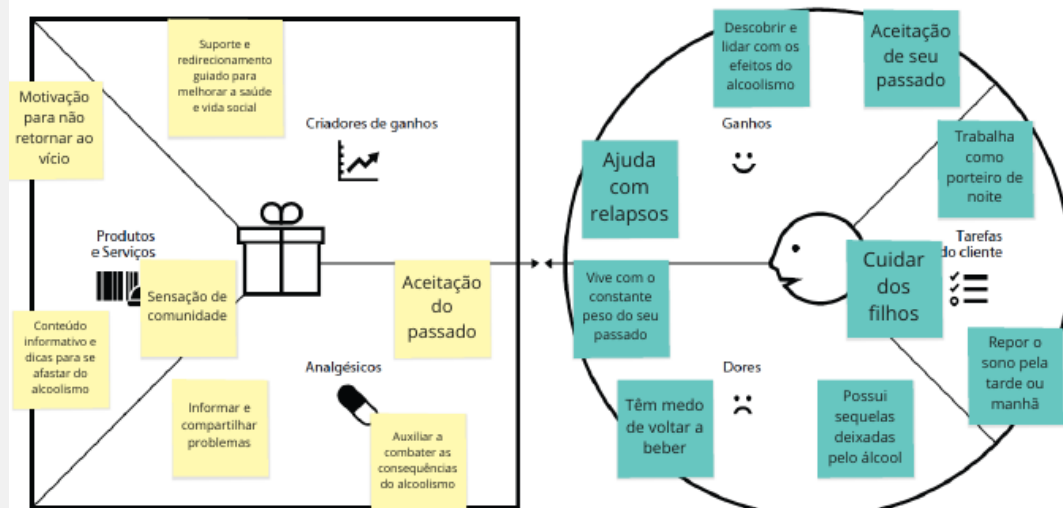 Suporte e
redirecionamento
guiado para
melhorar a saúde
e vida social
Motivação
para não
retornar ao
vício
Criadores de ganhos
Produtos
e Serviços
Sensação de
comunidade
Aceitação
do
passado
Conteúdo
informativo e
dicas para se
afastar do
alcoolismo
Analgésicos
Informar e
compartilhar
problemas
Auxiliar a
combater as
consequências
do alcoolismo
Descobrir e
lidar com os
efeitos do
alcoolismo
Aceitação
de seu
passado
Ganhos
Trabalha
como
porteiro de
noite
Ajuda
com
relapsos
Tarefas
do cliente
Cuidar
dos
filhos
Vive com o
constante
peso do seu
passado
Repor o
sono pela
tarde ou
manhã
Dores
Têm medo
de voltar a
beber
Possui
sequelas
deixadas
pelo álcool